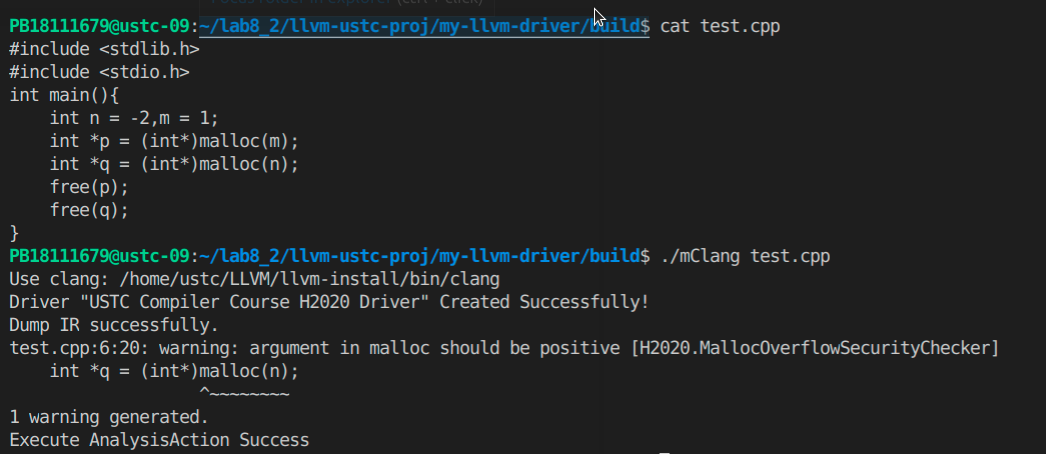 PB18111679@ustc-09:~/lab8_2/llvm-ustc-proj/my-llvm-driver/build$ cat test.cpp
#include <stdlib.h>
#include <stdio.h>
int main(){
    int n = -2,m = 1;
    int *p = (int*)malloc(m);
    int *q = (int*)malloc(n);
    free(p);
    free(q);
}
PB18111679@ustc-09:~/lab8_2/llvm-ustc-proj/my-llvm-driver/build$ ./mClang test.cpp
Use clang: /home/ustc/LLVM/llvm-install/bin/clang
Driver "USTC Compiler Course H2020 Driver" Created Successfully!
Dump IR successfully.
test.cpp:6:20: warning: argument in malloc should be positive [H2020.MallocOverflowSecurityChecker]
    int *q = (int*)malloc(n);
                   ^~~~~~~~~
1 warning generated.
Execute AnalysisAction Success